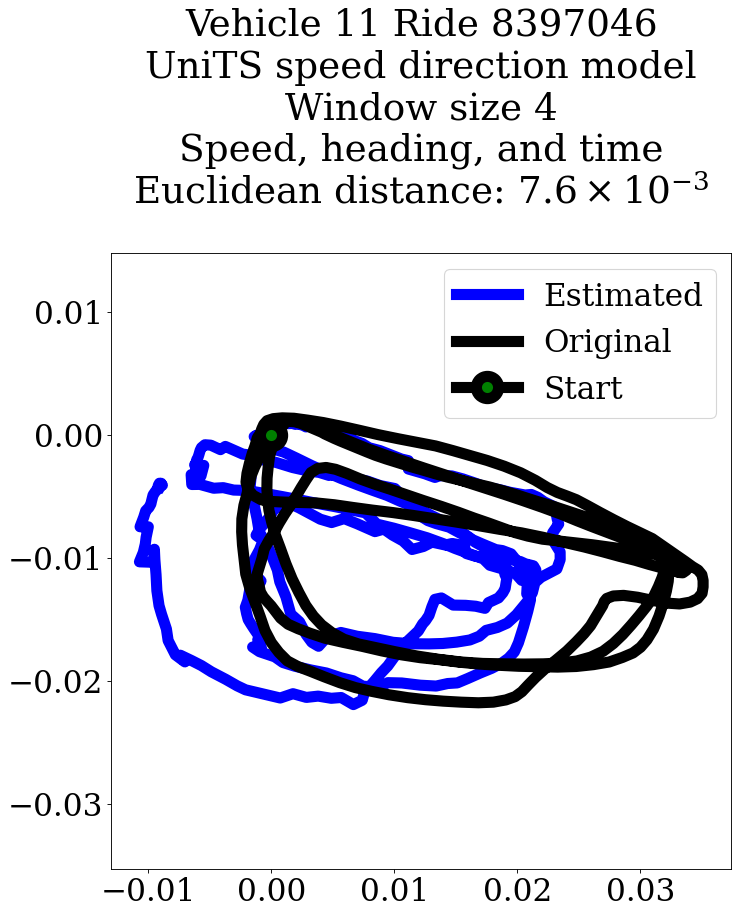 Vehicle 11 Ride 8397046
UniTS speed direction model
Window size 4
Speed, heading, and time
Euclidean distance: 7.6 × 10⁻³
Estimated
Original
Start
0.01
0.00
−0.01
−0.02
−0.03
−0.01 0.00 0.01 0.02 0.03